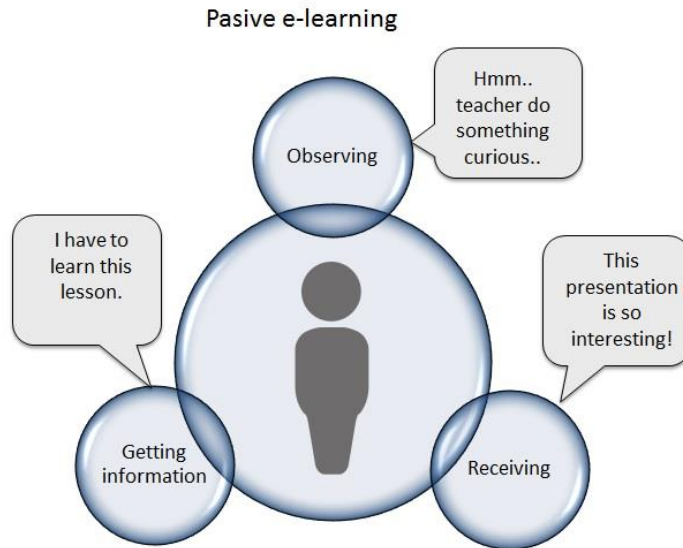 Pasive e-learning
Hmm..
teacher do
something
curious..
Observing
I have to
learn this
lesson.
This
presentation
is so
interesting!
Getting
information
Receiving